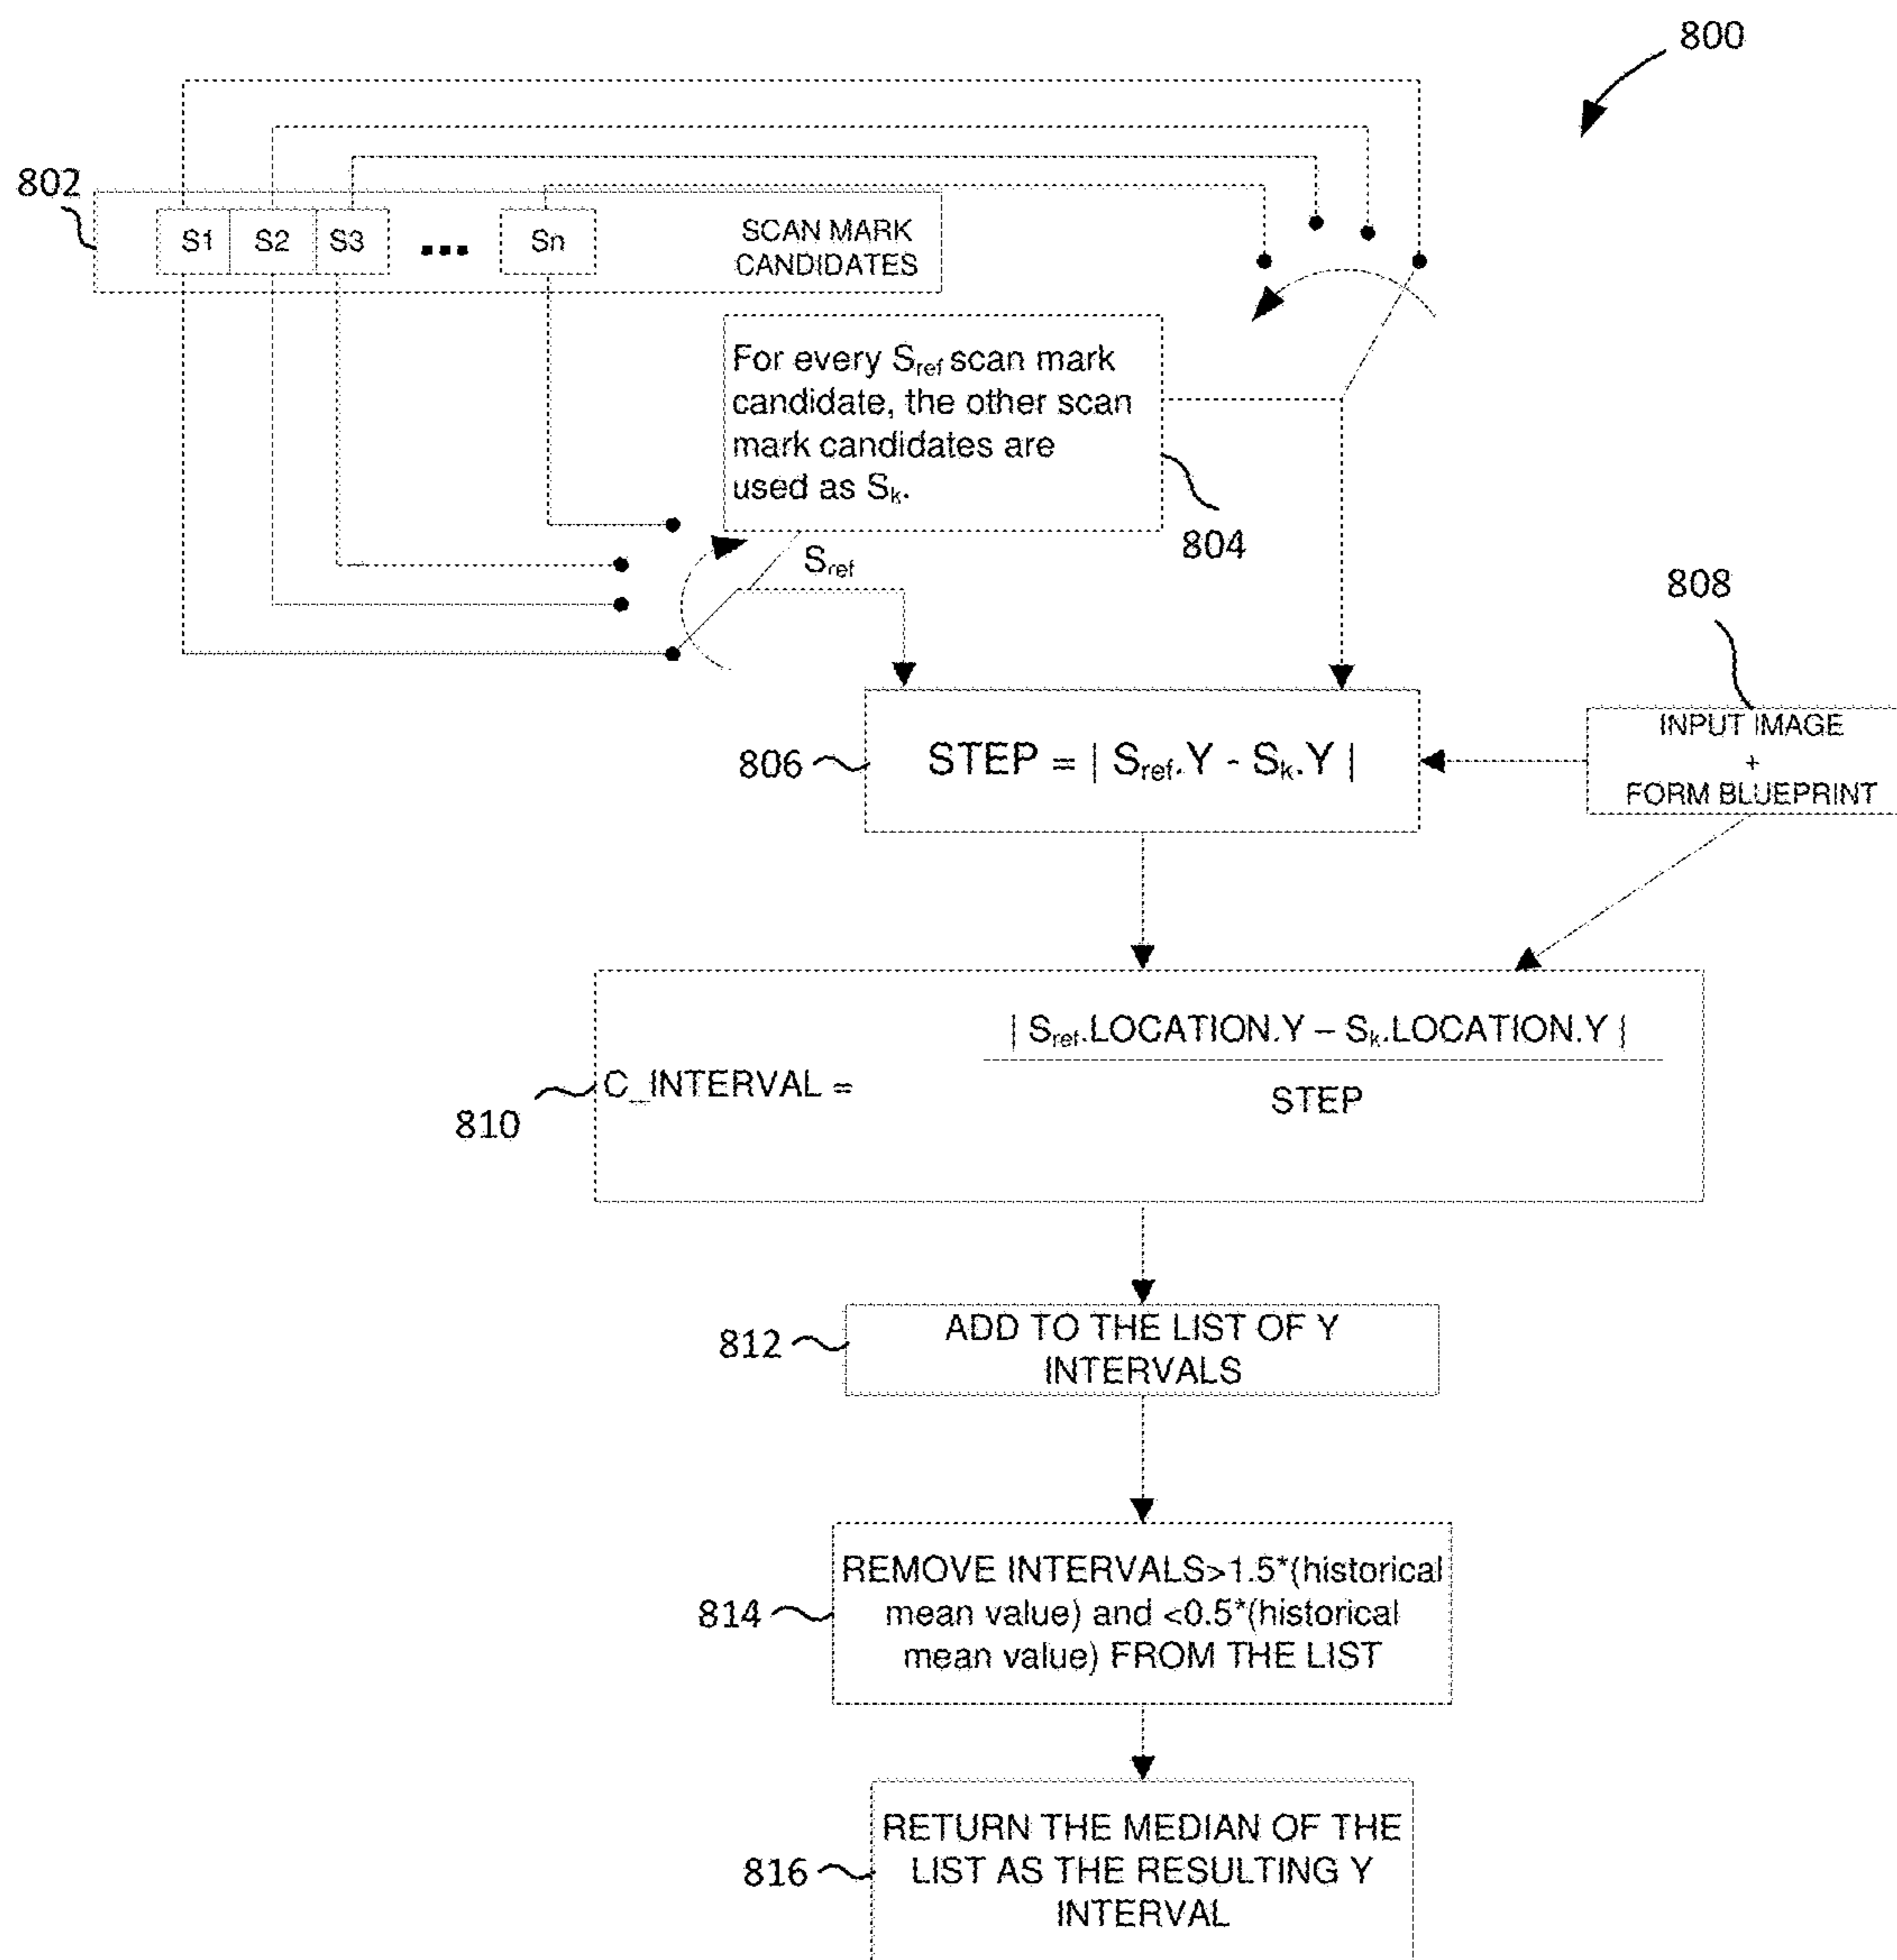 800
802
S1 S2 S3 ... Sn
SCAN MARK
CANDIDATES
For every Sref scan mark
candidate, the other scan
mark candidates are
used as Sk.
804
Sref
808
INPUT IMAGE
+
FORM BLUEPRINT
806
STEP = | Sref.Y - Sk.Y |
| Sref.LOCATION.Y – Sk.LOCATION.Y |
C_INTERVAL =
STEP
810
812
ADD TO THE LIST OF Y
INTERVALS
814
REMOVE INTERVALS>1.5*(historical
mean value) and <0.5*(historical
mean value) FROM THE LIST
816
RETURN THE MEDIAN OF THE
LIST AS THE RESULTING Y
INTERVAL